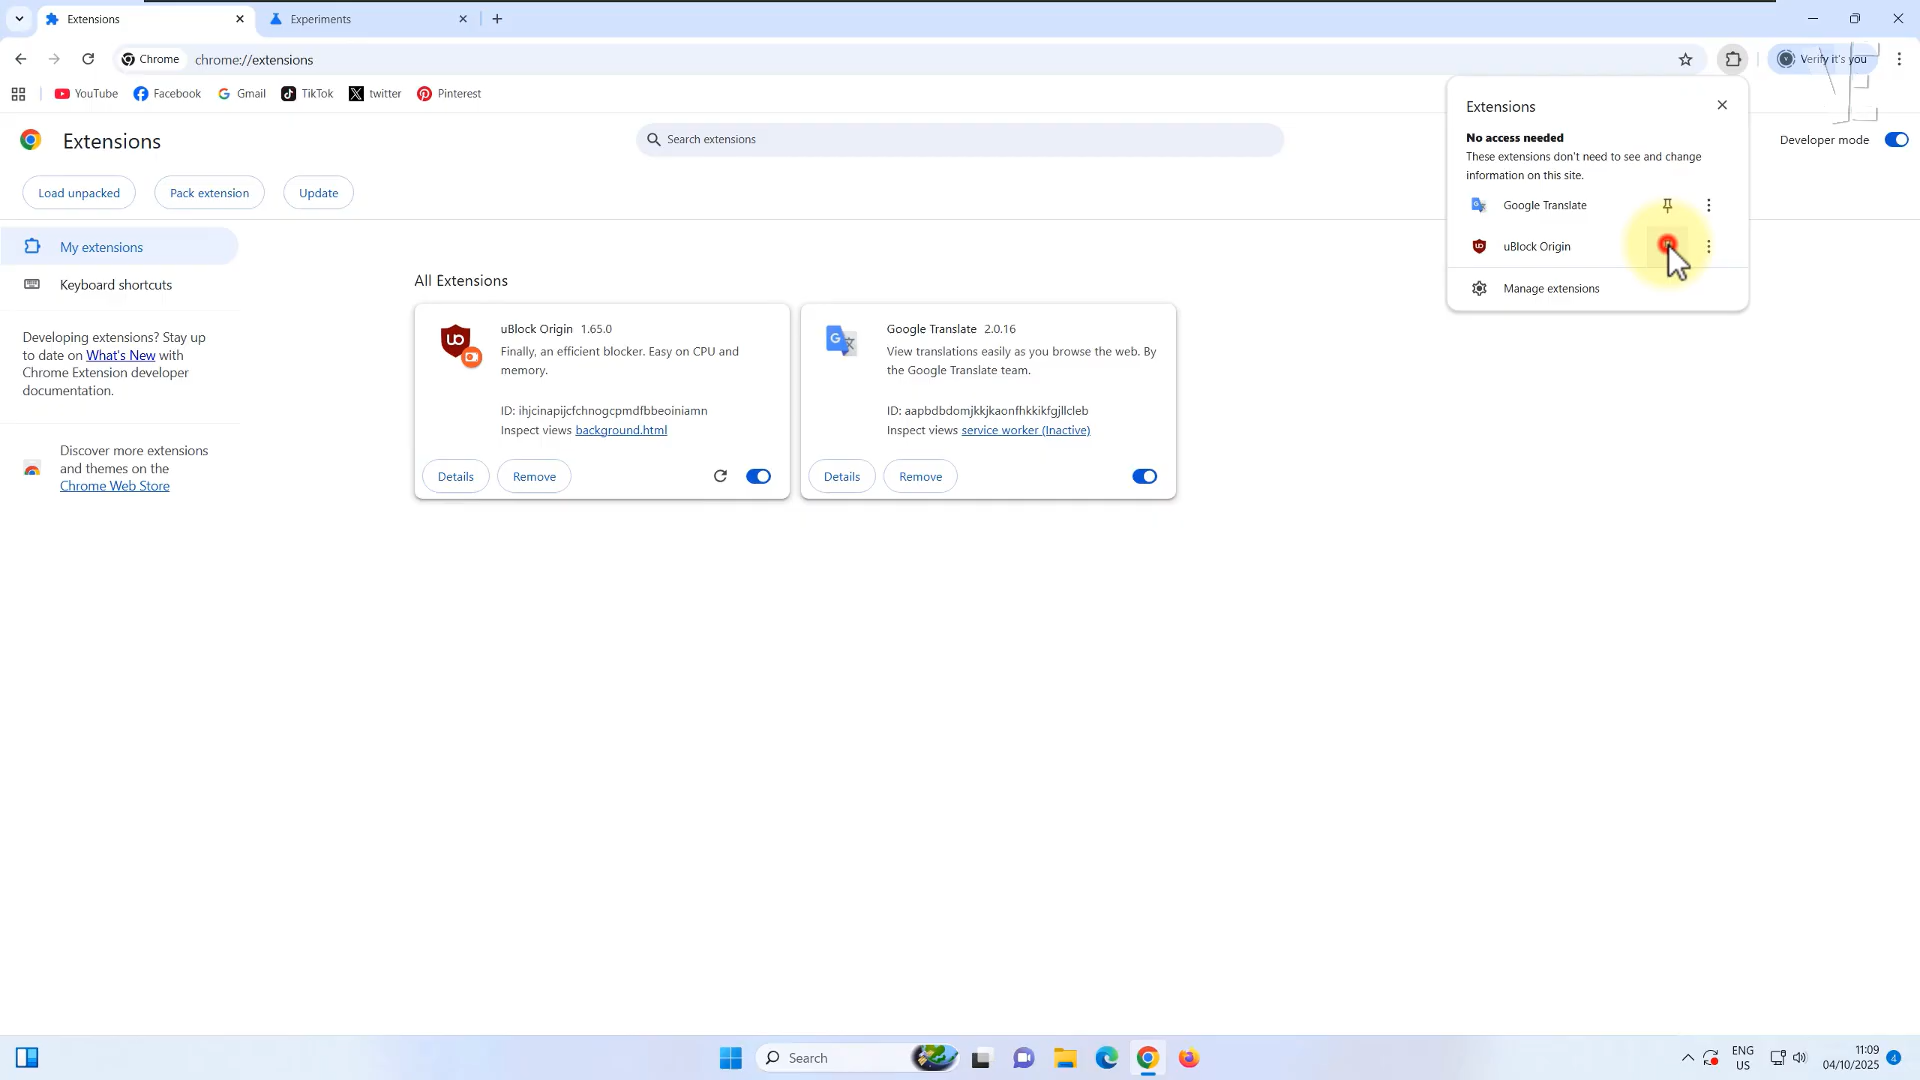 Extensions
Experiments
Chrome
chrome://extensions
Verify it's you
YouTube
Facebook
Gmail
TikTok
twitter
Pinterest
Extensions
Search extensions
Developer mode
Load unpacked
Pack extension
Update
Extensions
No access needed
These extensions don't need to see and change
information on this site.
Google Translate
uBlock Origin
Manage extensions
My extensions
Keyboard shortcuts
Developing extensions? Stay up
to date on What's New with
Chrome Extension developer
documentation.
Discover more extensions
and themes on the
Chrome Web Store
All Extensions
uBlock Origin 1.65.0
Finally, an efficient blocker. Easy on CPU and
memory.
ID: ihjcinapijcfchnogcpmdfbbeoiniamn
Inspect views background.html
Details
Remove
Google Translate 2.0.16
View translations easily as you browse the web. By
the Google Translate team.
ID: aapbdbdomjkkjkaonfhkkikfgjllcleb
Inspect views service worker (Inactive)
Details
Remove
Search
ENG
US
11:09
04/10/2025
4